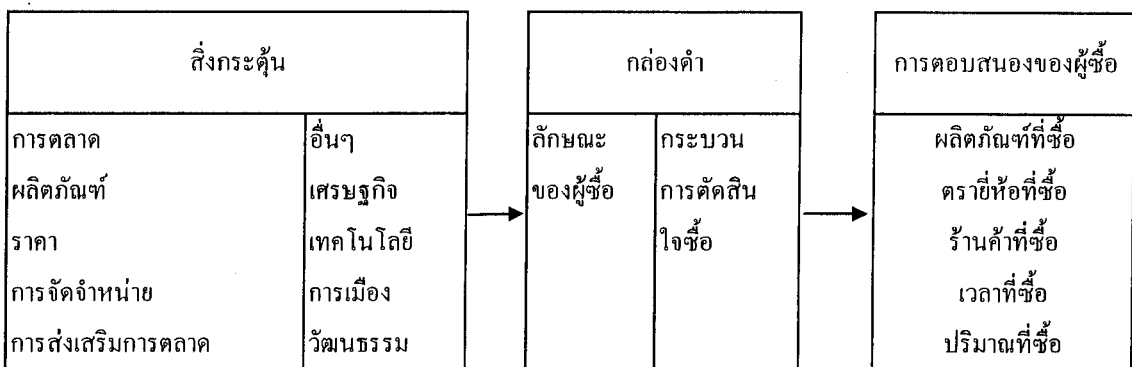 สิ่งกระตุ้น
การตลาด
ผลิตภัณฑ์
ราคา
การจัดจำหน่าย
การส่งเสริมการตลาด
อื่นๆ
เศรษฐกิจ
เทคโนโลยี
การเมือง
วัฒนธรรม
กล่องดำ
ลักษณะ
ของผู้ซื้อ
กระบวน
การตัดสิน
ใจซื้อ
การตอบสนองของผู้ซื้อ
ผลิตภัณฑ์ที่ซื้อ
ตรายี่ห้อที่ซื้อ
ร้านค้าที่ซื้อ
เวลาที่ซื้อ
ปริมาณที่ซื้อ